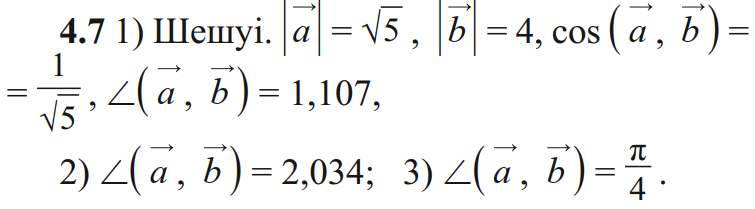 4.7 1) Шешуі. |a⃗| = √5 , |b⃗| = 4, cos (a⃗ , b⃗) =
= 1/√5 , ∠(a⃗ , b⃗) = 1,107,
2) ∠(a⃗ , b⃗) = 2,034; 3) ∠(a⃗ , b⃗) = π/4 .